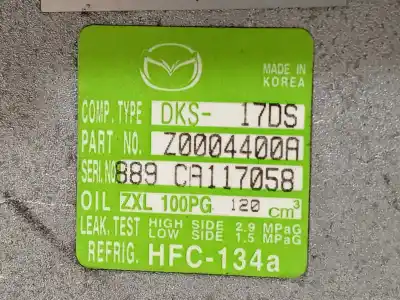 MADE IN
KOREA
COMP. TYPE DKS- 17DS
PART NO. Z0004400A
SERI.NO 889 CA117058
OIL ZXL 100PG 120 cm³
LEAK. TEST HIGH SIDE 2.9 MPaG
LOW SIDE 1.5 MPaG
REFRIG. HFC-134a